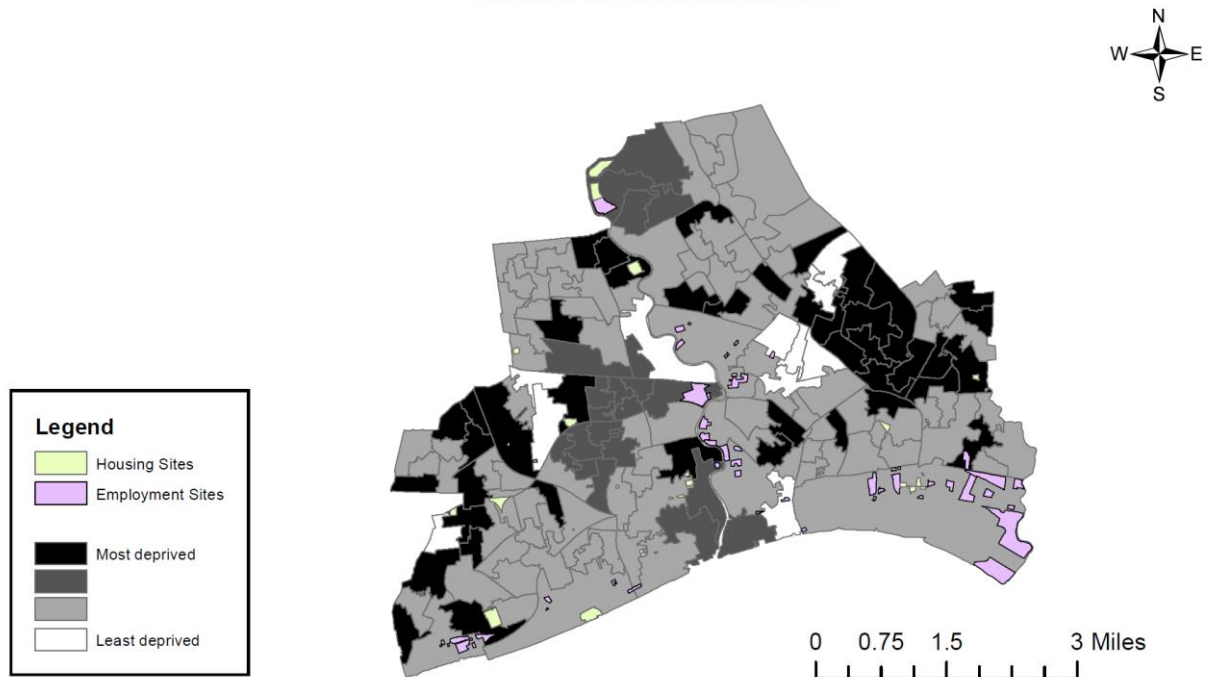 N
W E
S
Legend
Housing Sites
Employment Sites
Most deprived
Least deprived
0 0.75 1.5 3 Miles